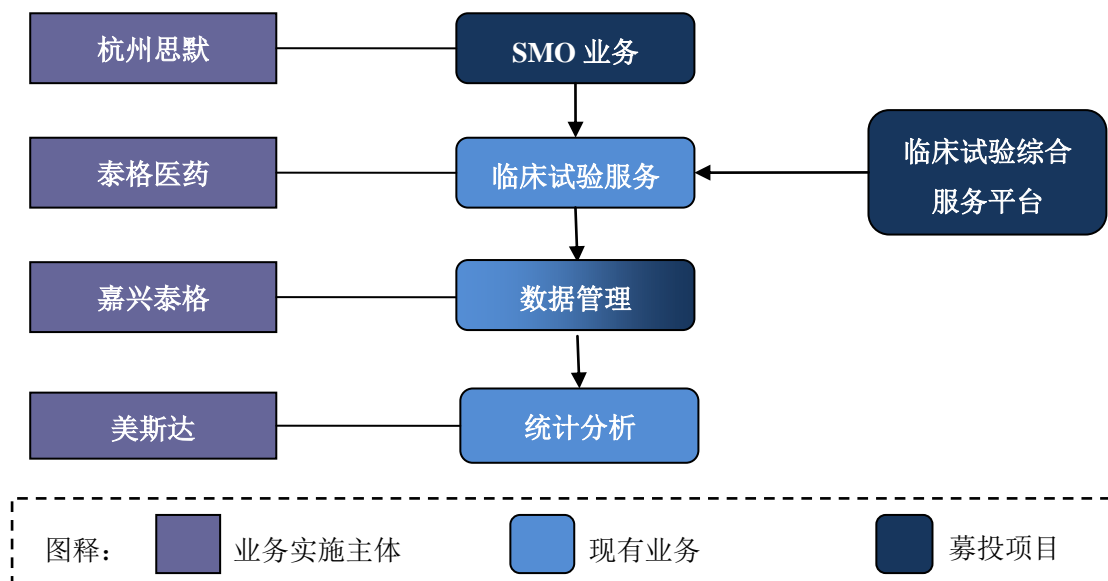 杭州思默
SMO 业务
泰格医药
临床试验服务
临床试验综合
服务平台
嘉兴泰格
数据管理
美斯达
统计分析
图释：
业务实施主体
现有业务
募投项目